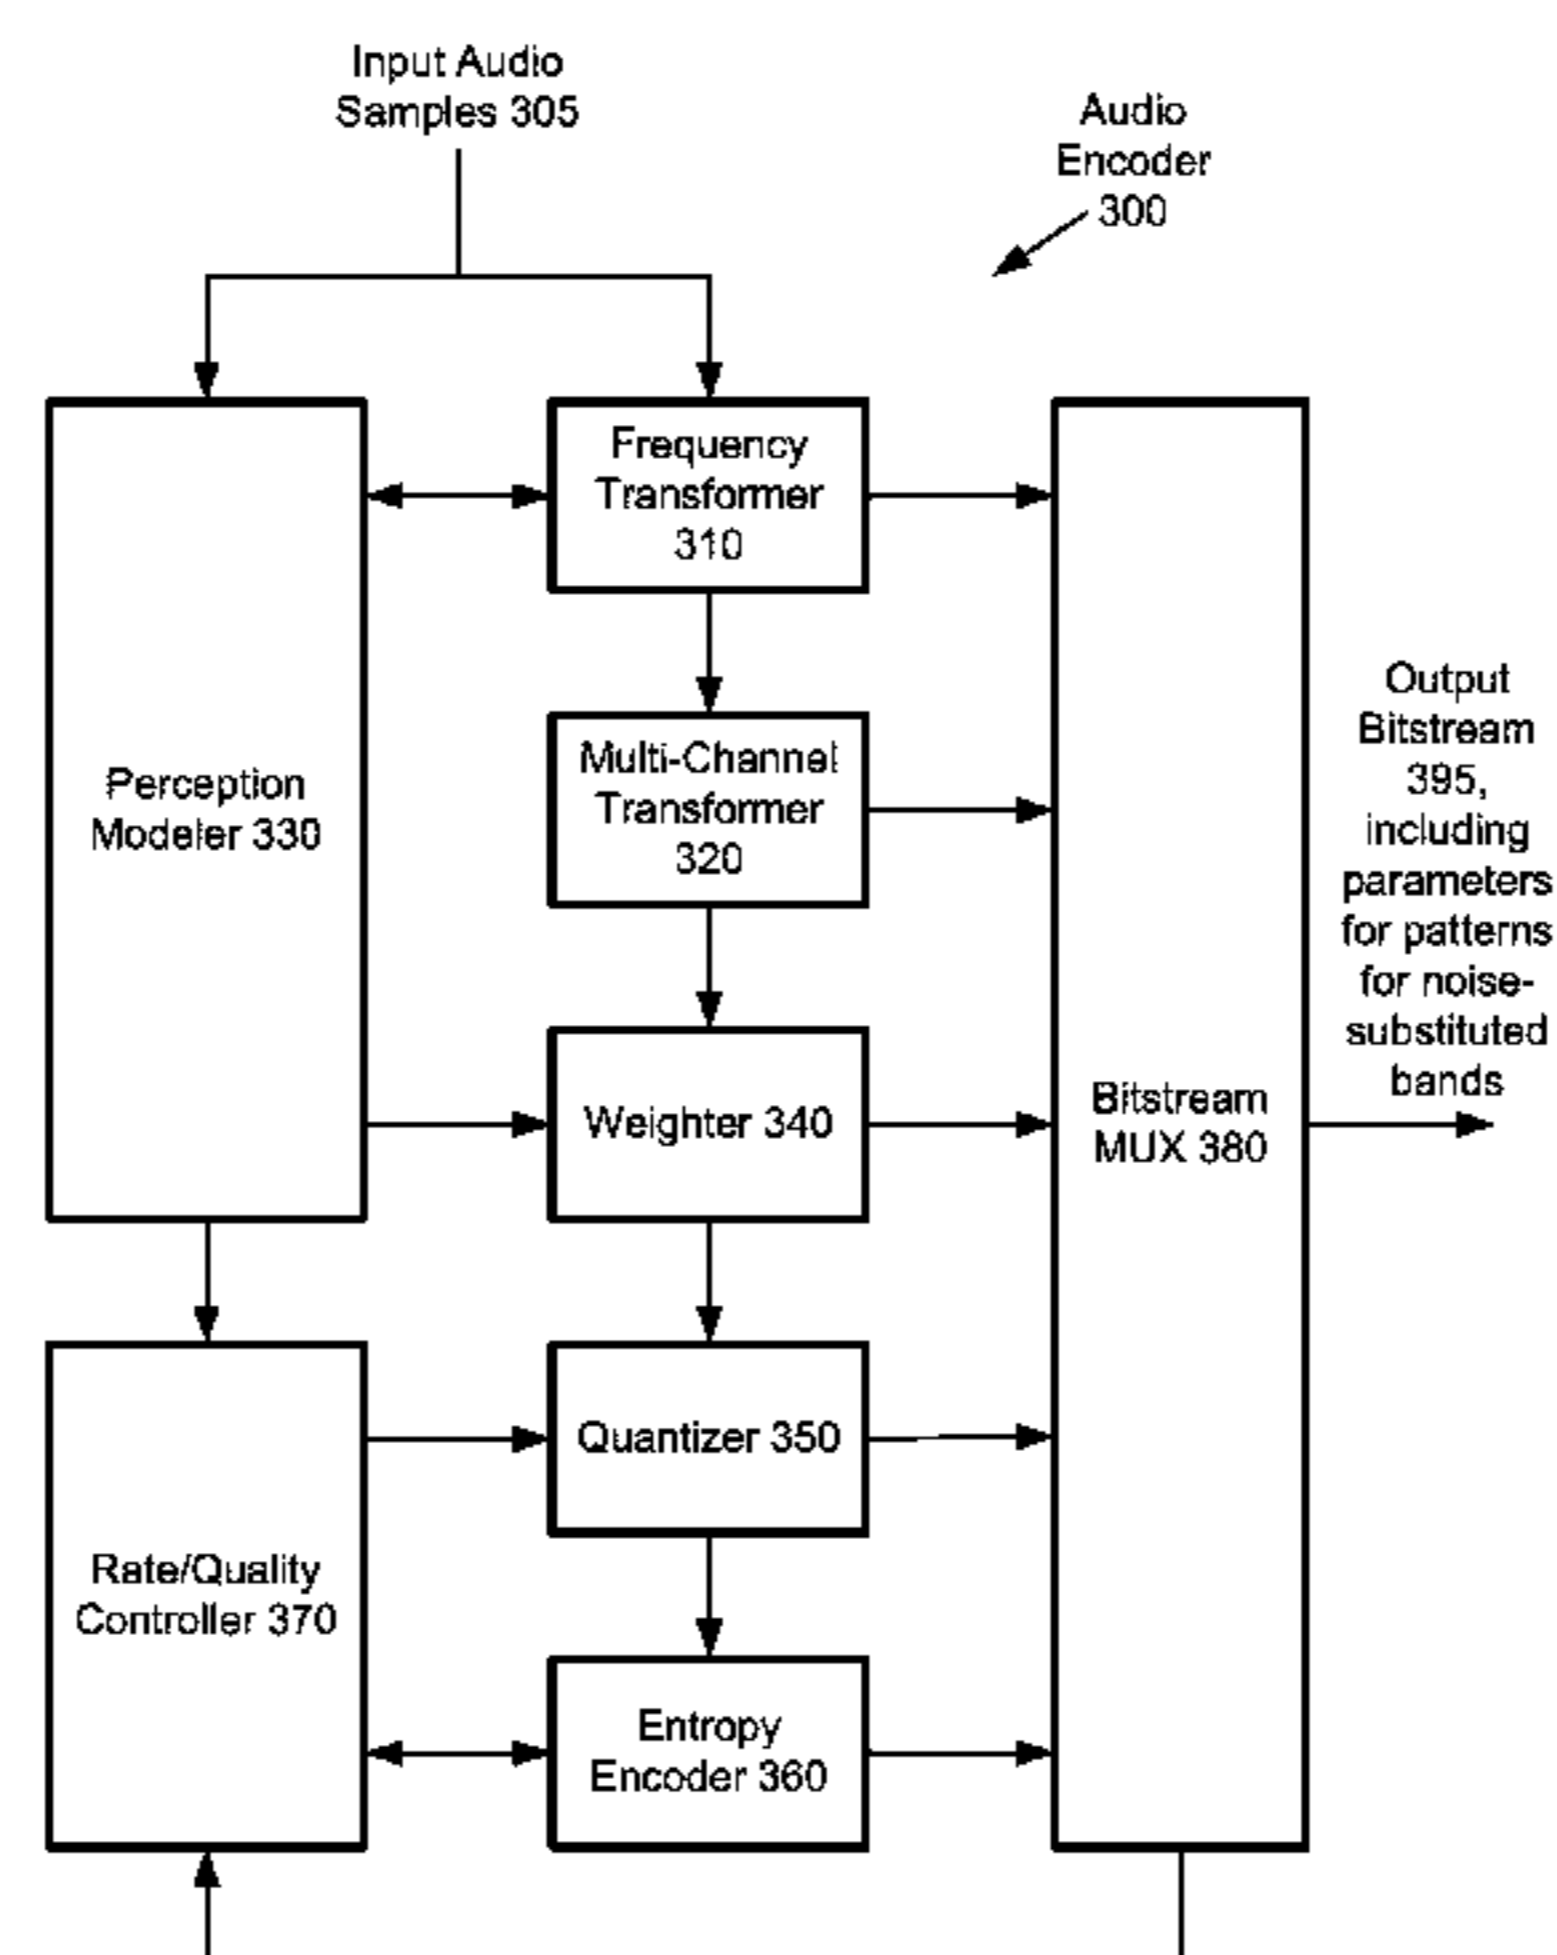 Input Audio
Samples 305
Audio
Encoder
300
Frequency
Transformer
310
Multi-Channel
Transformer
320
Perception
Modeler 330
Output
Bitstream
395,
including
parameters
for patterns
for noise-
substituted
bands
Weighter 340
Bitstream
MUX 380
Quantizer 350
Rate/Quality
Controller 370
Entropy
Encoder 360